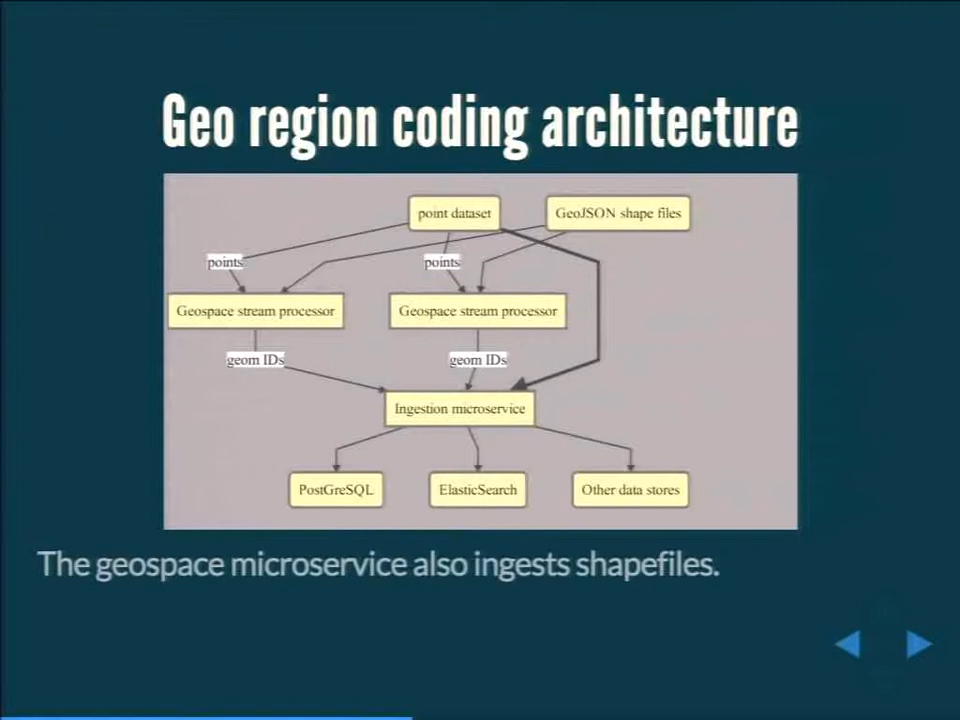 Geo region coding architecture
point dataset
GeoJSON shape files
points
points
Geospace stream processor
Geospace stream processor
geom IDs
geom IDs
Ingestion microservice
PostGreSQL
ElasticSearch
Other data stores
The geospace microservice also ingests shapefiles.